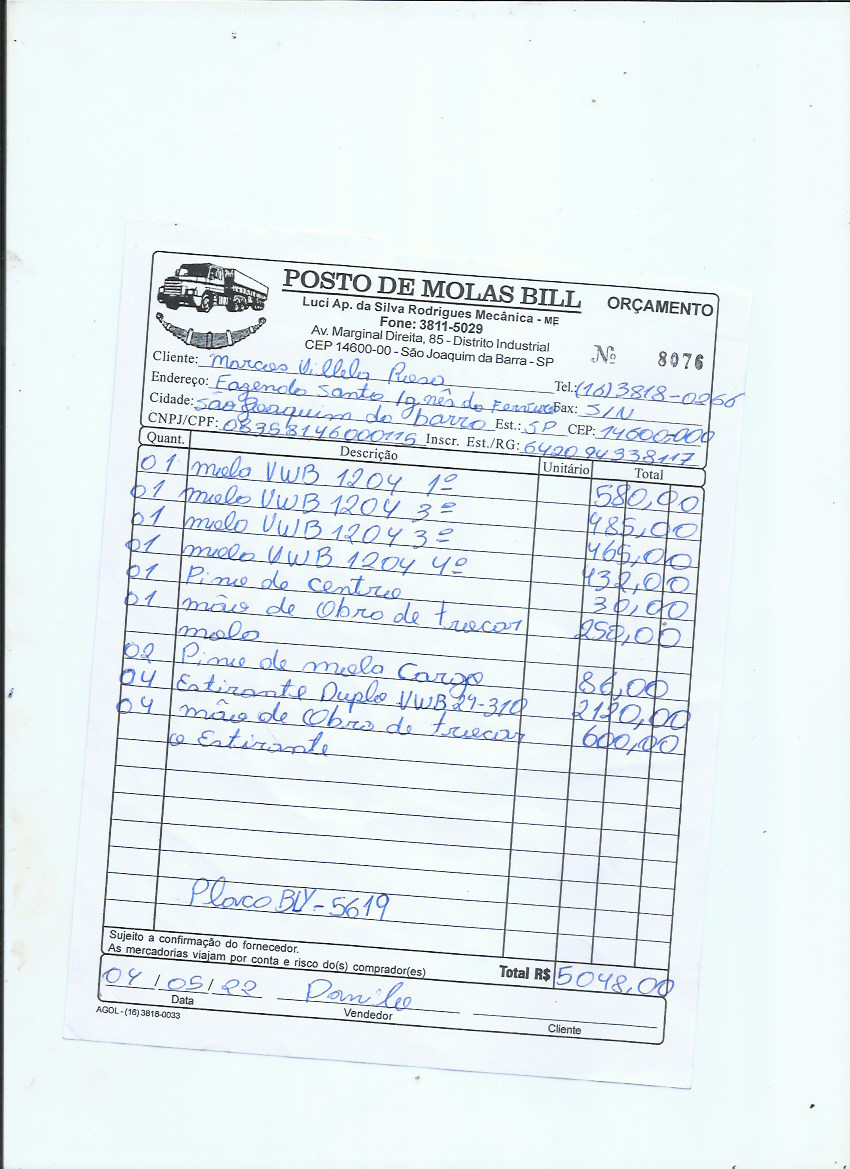 POSTO DE MOLAS BILL
ORÇAMENTO
Luci Ap. da Silva Rodrigues Mecânica - ME
Fone: 3811-5029
Av. Marginal Direita, 85 - Distrito Industrial
CEP 14600-00 - São Joaquim da Barra - SP
Nº 8076
Cliente: Marcos Villela Rosa Tel.: (16) 3818-0266
Endereço: Fazenda Santa Ignês do Fax: S/N
Cidade: São Joaquim da barra Est.: SP CEP: 14600-000
CNPJ/CPF: 08358146000115 Inscr. Est./RG: 642094338117
Quant. Descrição Unitário Total
01 mola VWB 1204 1º 580,00
01 mola VWB 1204 3º 485,00
01 mola VWB 1204 3º 465,00
01 mola VWB 1204 4º 432,00
01 Pino de centro 30,00
01 mão de Obra de trocar 250,00
mola
02 Pino de mola Cargo 86,00
04 Estirante Duplo VWB 24-310 2120,00
04 mão de Obra de trocar 600,00
o Estirante
Placa BLY-5619
Sujeito a confirmação do fornecedor.
As mercadorias viajam por conta e risco do(s) comprador(es)
Total R$ 5048,00
04/05/22 Danilo
Data Vendedor Cliente
AGOL - (16) 3818-0033